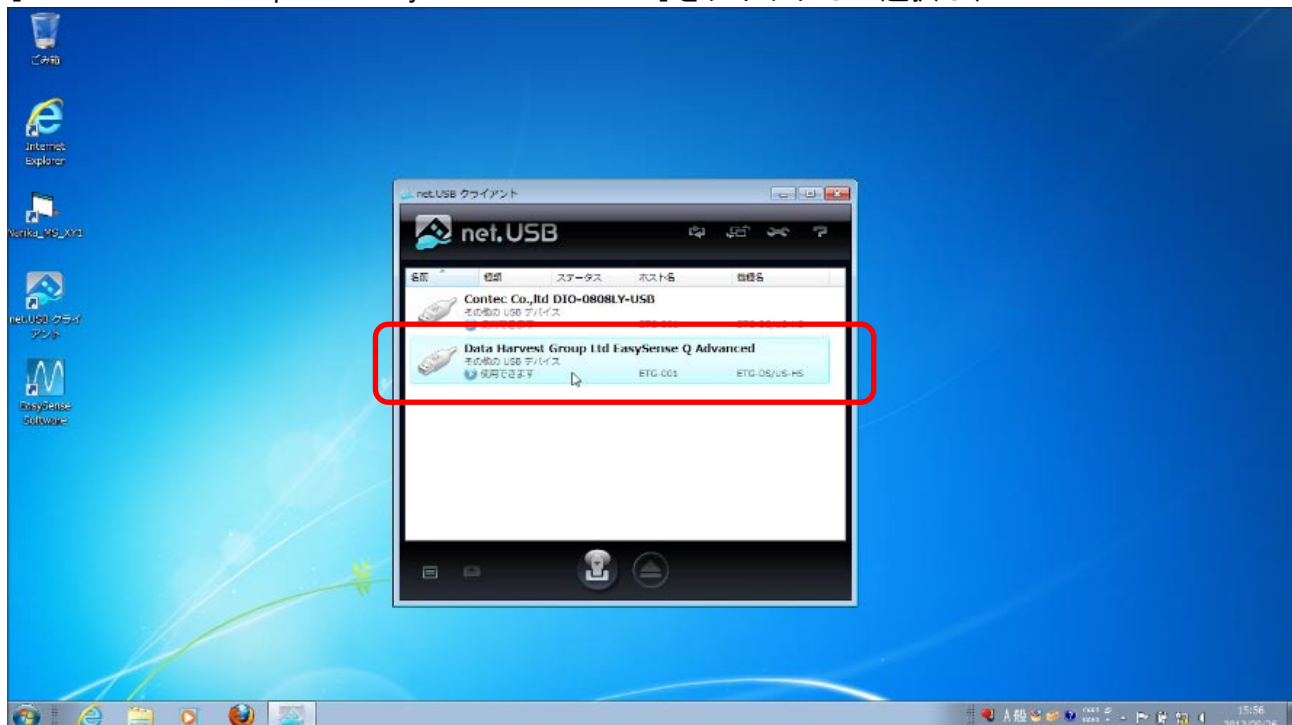 ごみ箱
Internet
Explorer
Narika_MS_XY1
net.USB クライ
アント
EasySense
Software
net.USB クライアント
net.USB
名前 種類 ステータス ホスト名 機種名
Contec Co.,ltd DIO-0808LY-USB
その他の USB デバイス
Data Harvest Group Ltd EasySense Q Advanced
その他の USB デバイス
使用できます ETG-001 ETG-DS/US-HS
A 般
15:56